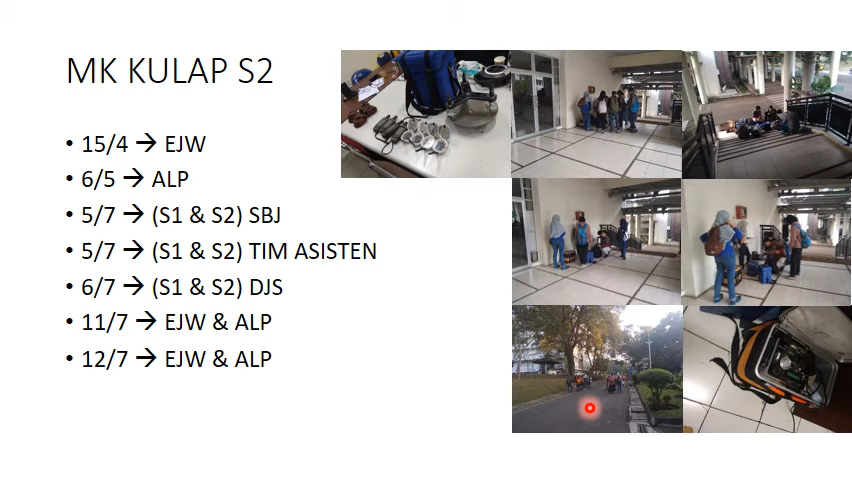 MK KULAP S2
• 15/4 → EJW
• 6/5 → ALP
• 5/7 → (S1 & S2) SBJ
• 5/7 → (S1 & S2) TIM ASISTEN
• 6/7 → (S1 & S2) DJS
• 11/7 → EJW & ALP
• 12/7 → EJW & ALP